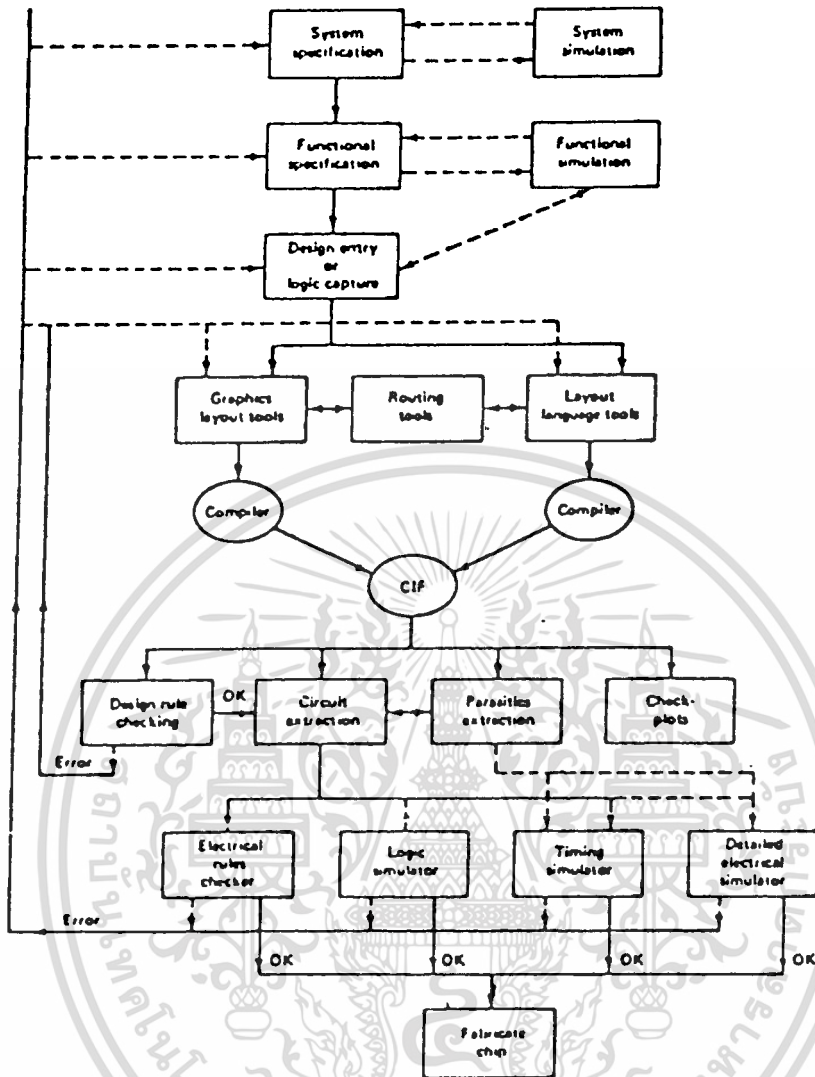 System
specification
System
simulation
Functional
specification
Functional
simulation
Design entry
or
logic capture
Graphics
layout tools
Routing
tools
Layout
language tools
Compiler
Compiler
CIF
Design rule
checking
OK
Circuit
extraction
Parasitics
extraction
Check-
plots
Error
Electrical
rules
checker
Logic
simulator
Timing
simulator
Detailed
electrical
simulator
Error
OK
OK
OK
OK
Fabricate
chip